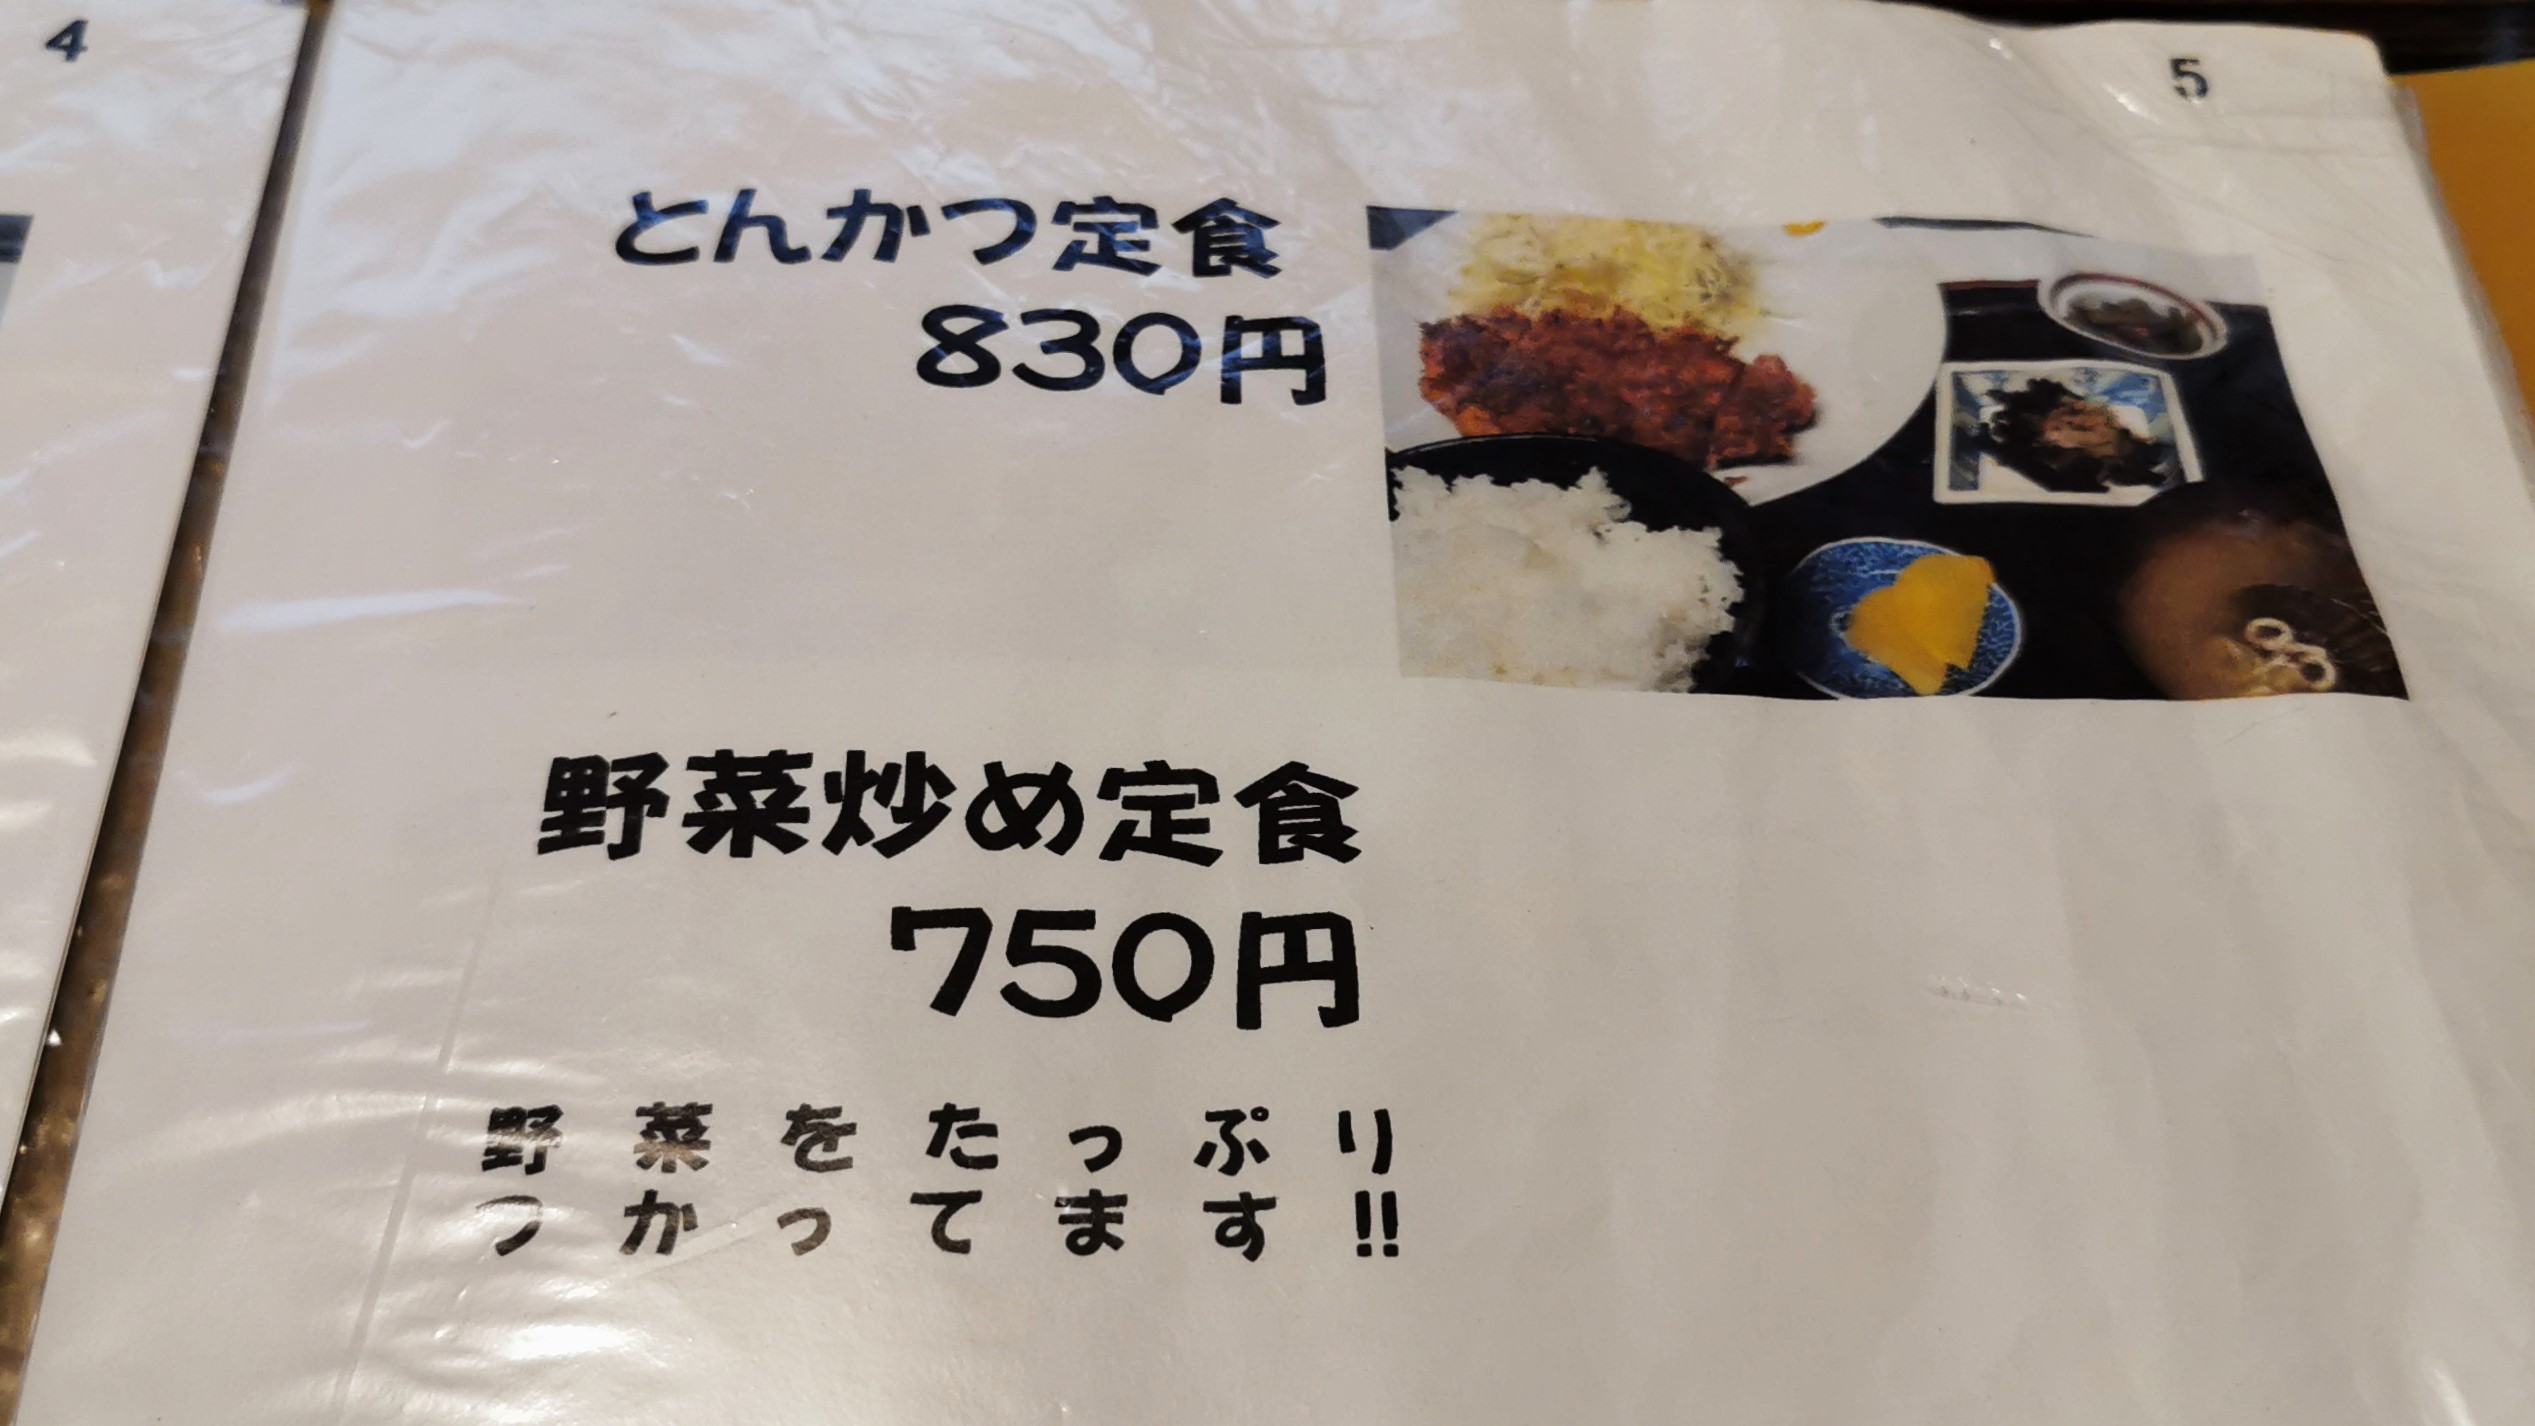 4
5
とんかつ定食
830円
野菜炒め定食
750円
野菜をたっぷり
つかってます!!